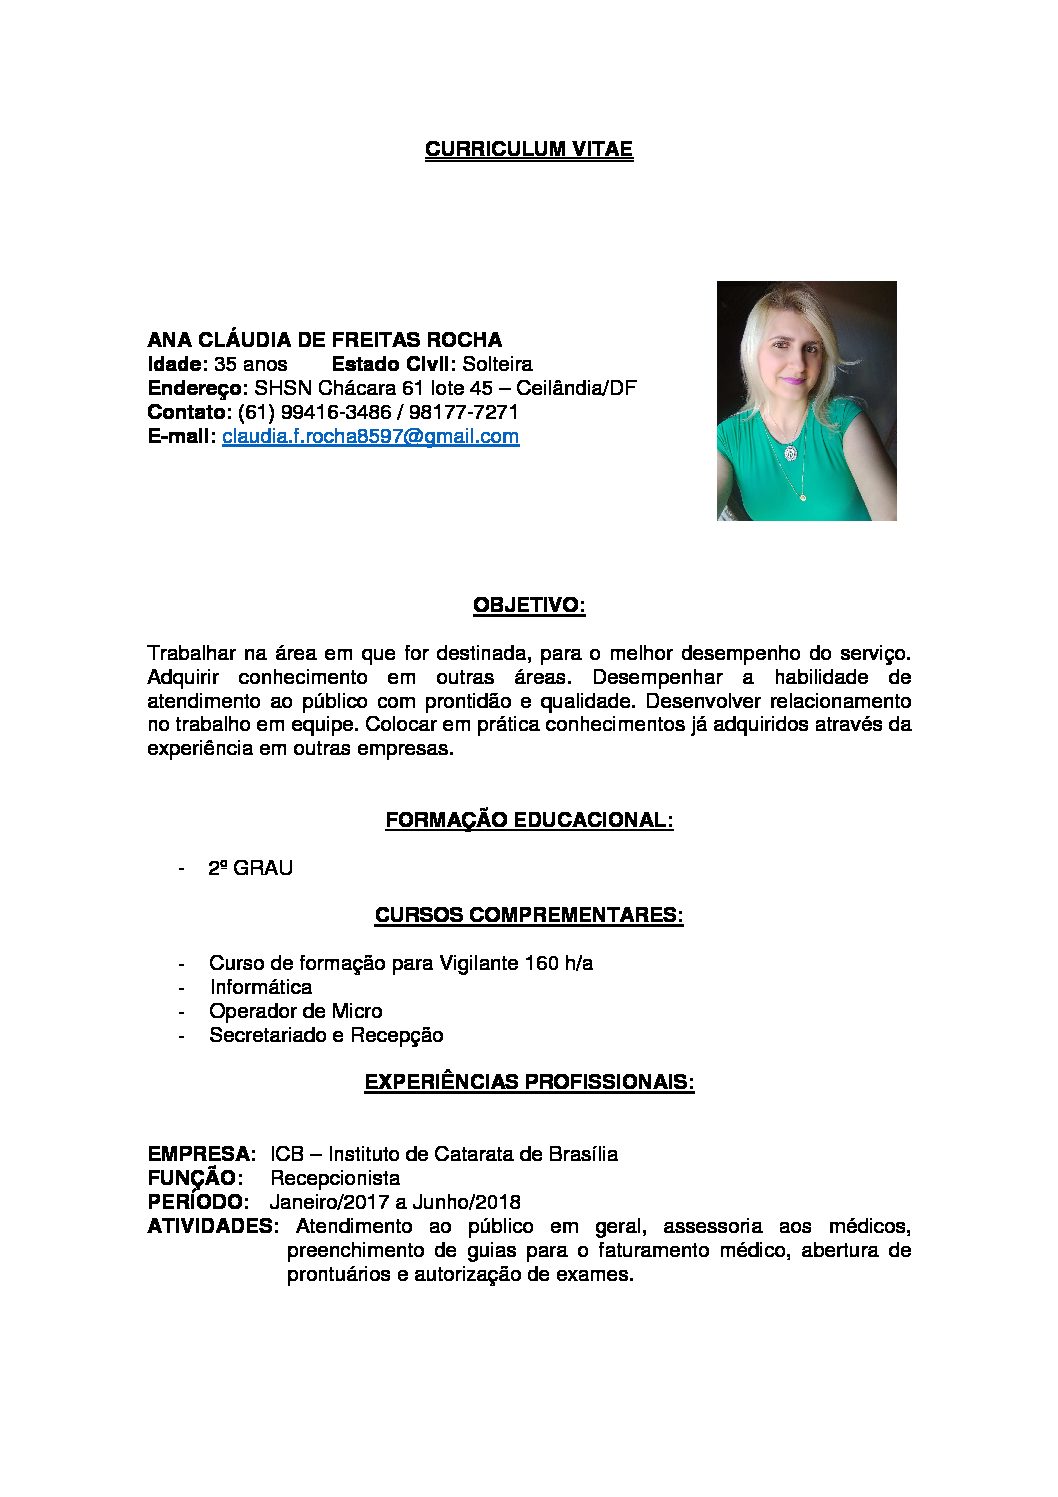 CURRICULUM VITAE
ANA CLÁUDIA DE FREITAS ROCHA
Idade: 35 anos Estado Civil: Solteira
Endereço: SHSN Chácara 61 lote 45 – Ceilândia/DF
Contato: (61) 99416-3486 / 98177-7271
E-mail: claudia.f.rocha8597@gmail.com
OBJETIVO:
Trabalhar na área em que for destinada, para o melhor desempenho do serviço.
Adquirir conhecimento em outras áreas. Desempenhar a habilidade de
atendimento ao público com prontidão e qualidade. Desenvolver relacionamento
no trabalho em equipe. Colocar em prática conhecimentos já adquiridos através da
experiência em outras empresas.
FORMAÇÃO EDUCACIONAL:
- 2º GRAU
CURSOS COMPREMENTARES:
- Curso de formação para Vigilante 160 h/a
- Informática
- Operador de Micro
- Secretariado e Recepção
EXPERIÊNCIAS PROFISSIONAIS:
EMPRESA: ICB – Instituto de Catarata de Brasília
FUNÇÃO: Recepcionista
PERÍODO: Janeiro/2017 a Junho/2018
ATIVIDADES: Atendimento ao público em geral, assessoria aos médicos,
preenchimento de guias para o faturamento médico, abertura de
prontuários e autorização de exames.